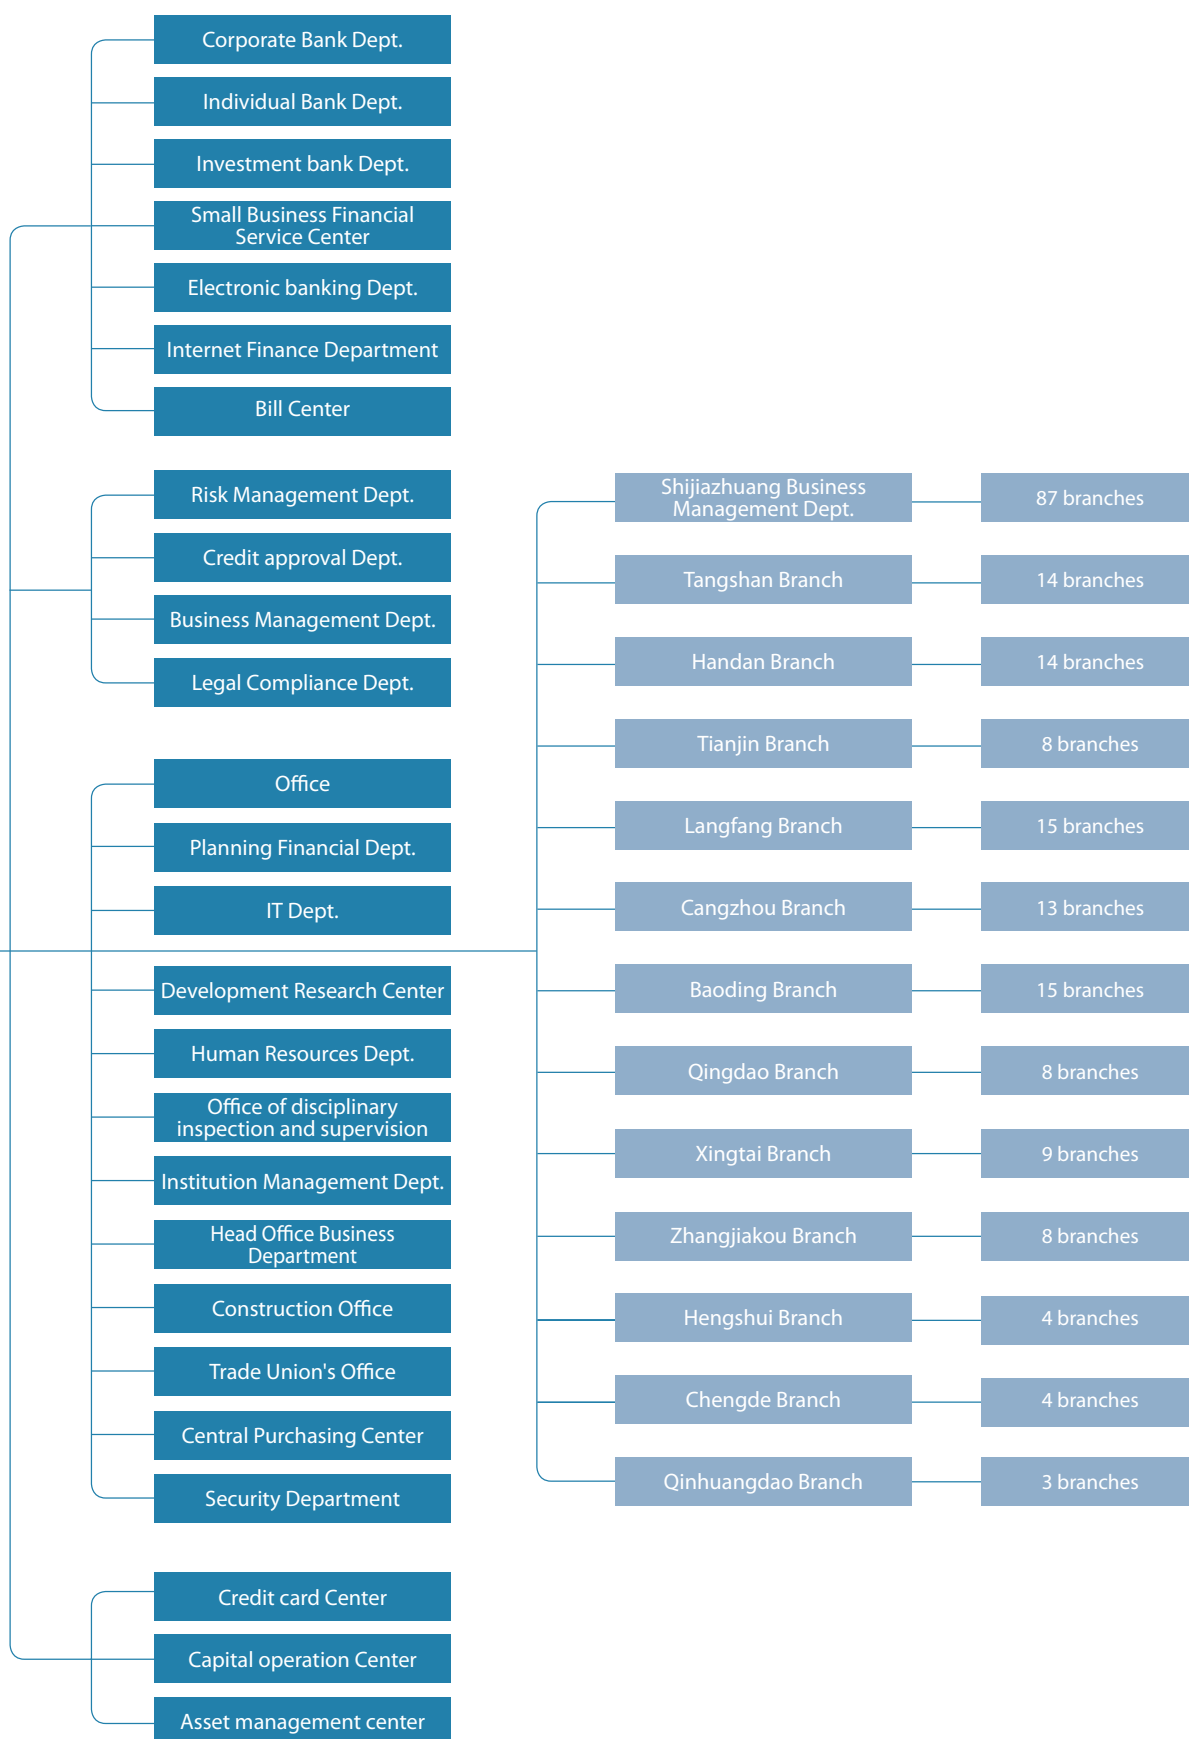 Corporate Bank Dept.
Individual Bank Dept.
Investment bank Dept.
Small Business Financial
Service Center
Electronic banking Dept.
Internet Finance Department
Bill Center
Risk Management Dept.
Credit approval Dept.
Business Management Dept.
Legal Compliance Dept.
Office
Planning Financial Dept.
IT Dept.
Development Research Center
Human Resources Dept.
Office of disciplinary
inspection and supervision
Institution Management Dept.
Head Office Business
Department
Construction Office
Trade Union's Office
Central Purchasing Center
Security Department
Credit card Center
Capital operation Center
Asset management center
Shijiazhuang Business
Management Dept.
87 branches
Tangshan Branch
14 branches
Handan Branch
14 branches
Tianjin Branch
8 branches
Langfang Branch
15 branches
Cangzhou Branch
13 branches
Baoding Branch
15 branches
Qingdao Branch
8 branches
Xingtai Branch
9 branches
Zhangjiakou Branch
8 branches
Hengshui Branch
4 branches
Chengde Branch
4 branches
Qinhuangdao Branch
3 branches